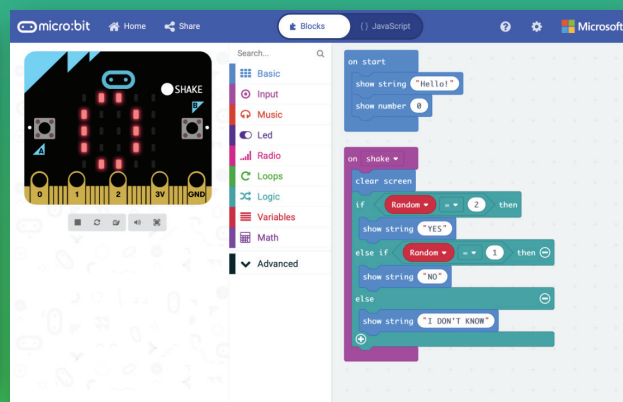 micro:bit Home Share Blocks {} JavaScript Microsoft
Search...
Basic
Input
Music
Led
Radio
Loops
Logic
Variables
Math
Advanced
SHAKE
B
A
0 1 2 3V GND
on start
show string "Hello!"
show number 0
on shake
clear screen
if Random = 2 then
show string "YES"
else if Random = 1 then
show string "NO"
else
show string "I DON'T KNOW"